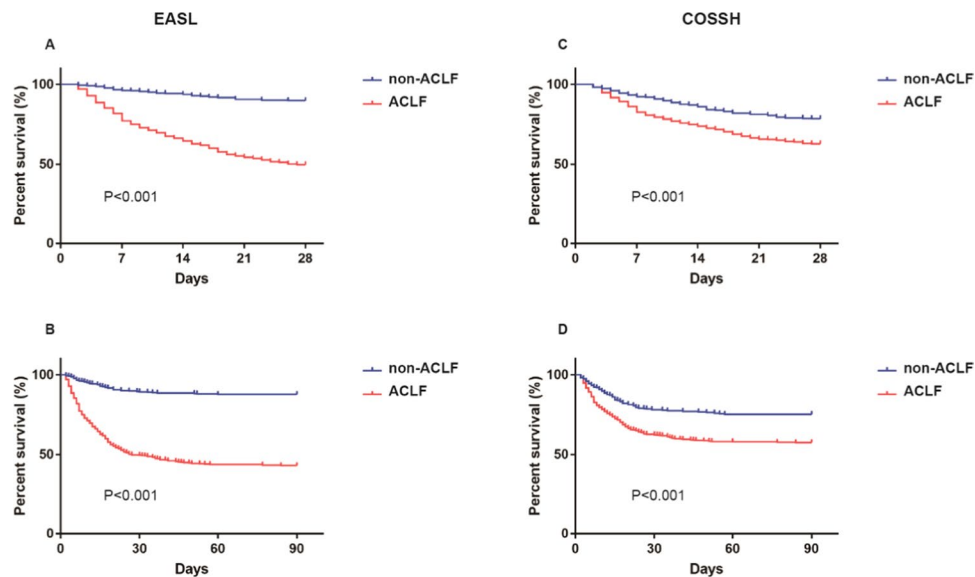 EASL
COSSH
A
Percent survival (%)
100
50
0
0 7 14 21 28
Days
P<0.001
non-ACLF
ACLF
C
Percent survival (%)
100
50
0
0 7 14 21 28
Days
P<0.001
non-ACLF
ACLF
B
Percent survival (%)
100
50
0
0 30 60 90
Days
P<0.001
non-ACLF
ACLF
D
Percent survival (%)
100
50
0
0 30 60 90
Days
P<0.001
non-ACLF
ACLF